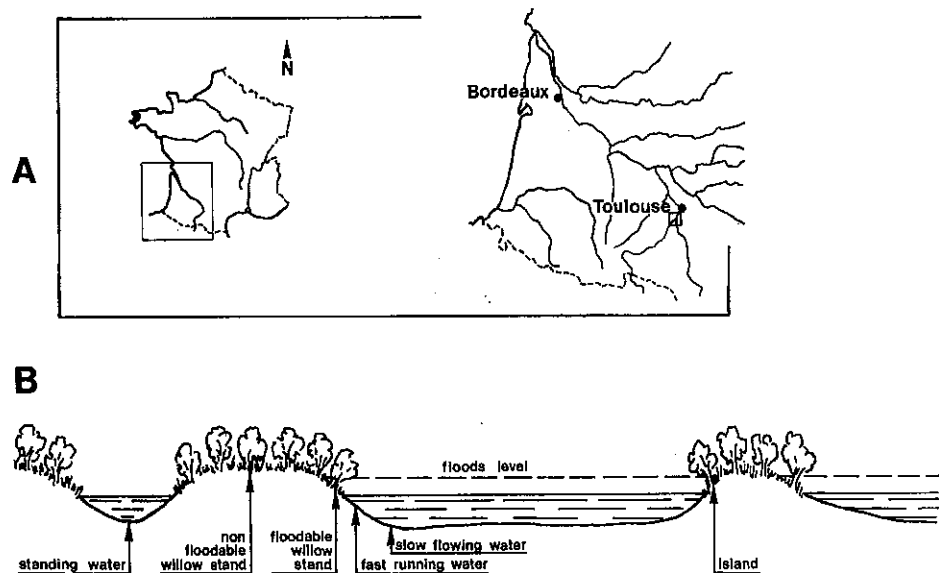 A
N
Bordeaux
Toulouse
B
floods level
standing water
non
floodable
willow stand
floodable
willow
stand
slow flowing water
fast running water
island